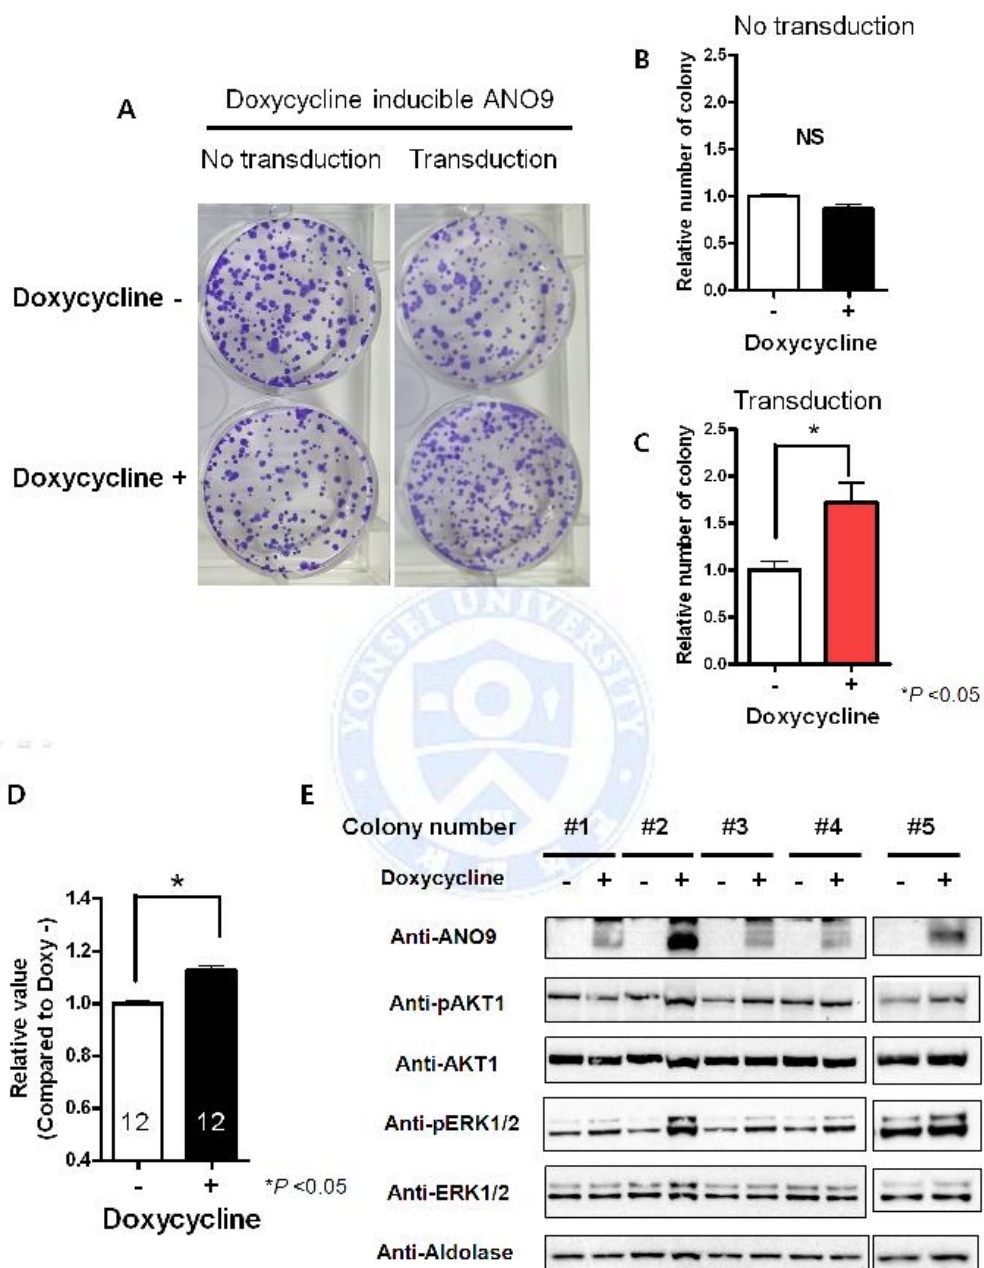 A
Doxycycline inducible ANO9
No transduction Transduction
Doxycycline -
Doxycycline +
B
No transduction
Relative number of colony
2.5
2.0
1.5
1.0
0.5
0.0
NS
- +
Doxycycline
C
Transduction
Relative number of colony
2.5
2.0
1.5
1.0
0.5
0.0
*
- +
*P <0.05
Doxycycline
YONSEI UNIVERSITY
D
Relative value
(Compared to Doxy -)
1.4
1.2
1.0
0.8
0.6
0.4
*
12 12
- +
*P <0.05
Doxycycline
E
Colony number #1 #2 #3 #4 #5
Doxycycline - + - + - + - + - +
Anti-ANO9
Anti-pAKT1
Anti-AKT1
Anti-pERK1/2
Anti-ERK1/2
Anti-Aldolase